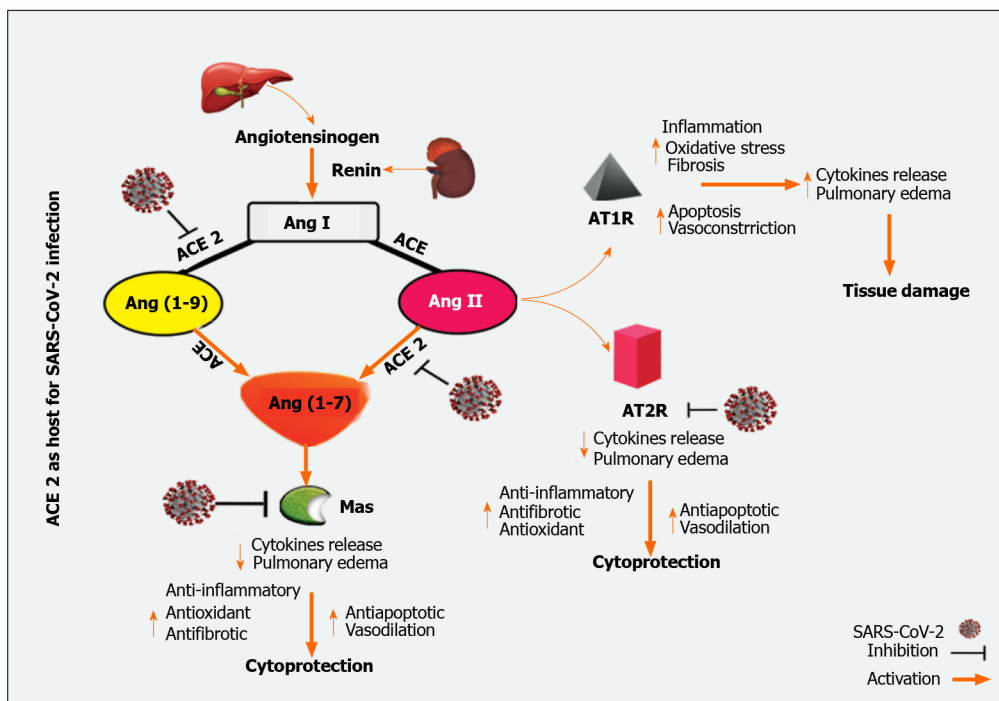 ACE 2 as host for SARS-CoV-2 infection
Angiotensinogen
Renin
Ang I
ACE 2
ACE
Ang (1-9)
Ang II
ACE
ACE 2
Ang (1-7)
Mas
Cytokines release
Pulmonary edema
Anti-inflammatory
Antioxidant
Antifibrotic
Antiapoptotic
Vasodilation
Cytoprotection
AT1R
Inflammation
Oxidative stress
Fibrosis
Apoptosis
Vasoconstrriction
Cytokines release
Pulmonary edema
Tissue damage
AT2R
Cytokines release
Pulmonary edema
Anti-inflammatory
Antifibrotic
Antioxidant
Antiapoptotic
Vasodilation
Cytoprotection
SARS-CoV-2
Inhibition
Activation